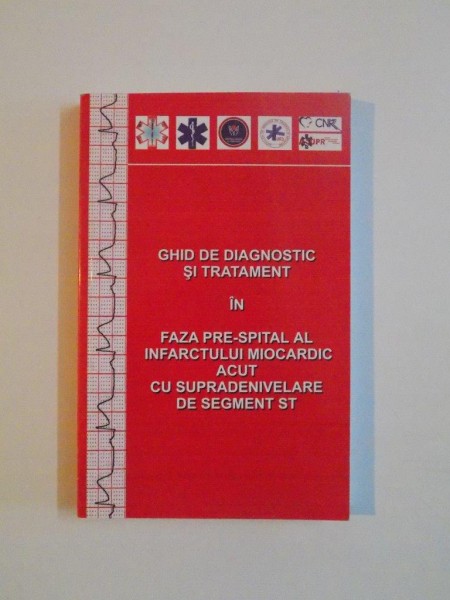 CNR
GHID DE DIAGNOSTIC
ŞI TRATAMENT
ÎN
FAZA PRE-SPITAL AL
INFARCTULUI MIOCARDIC
ACUT
CU SUPRADENIVELARE
DE SEGMENT ST